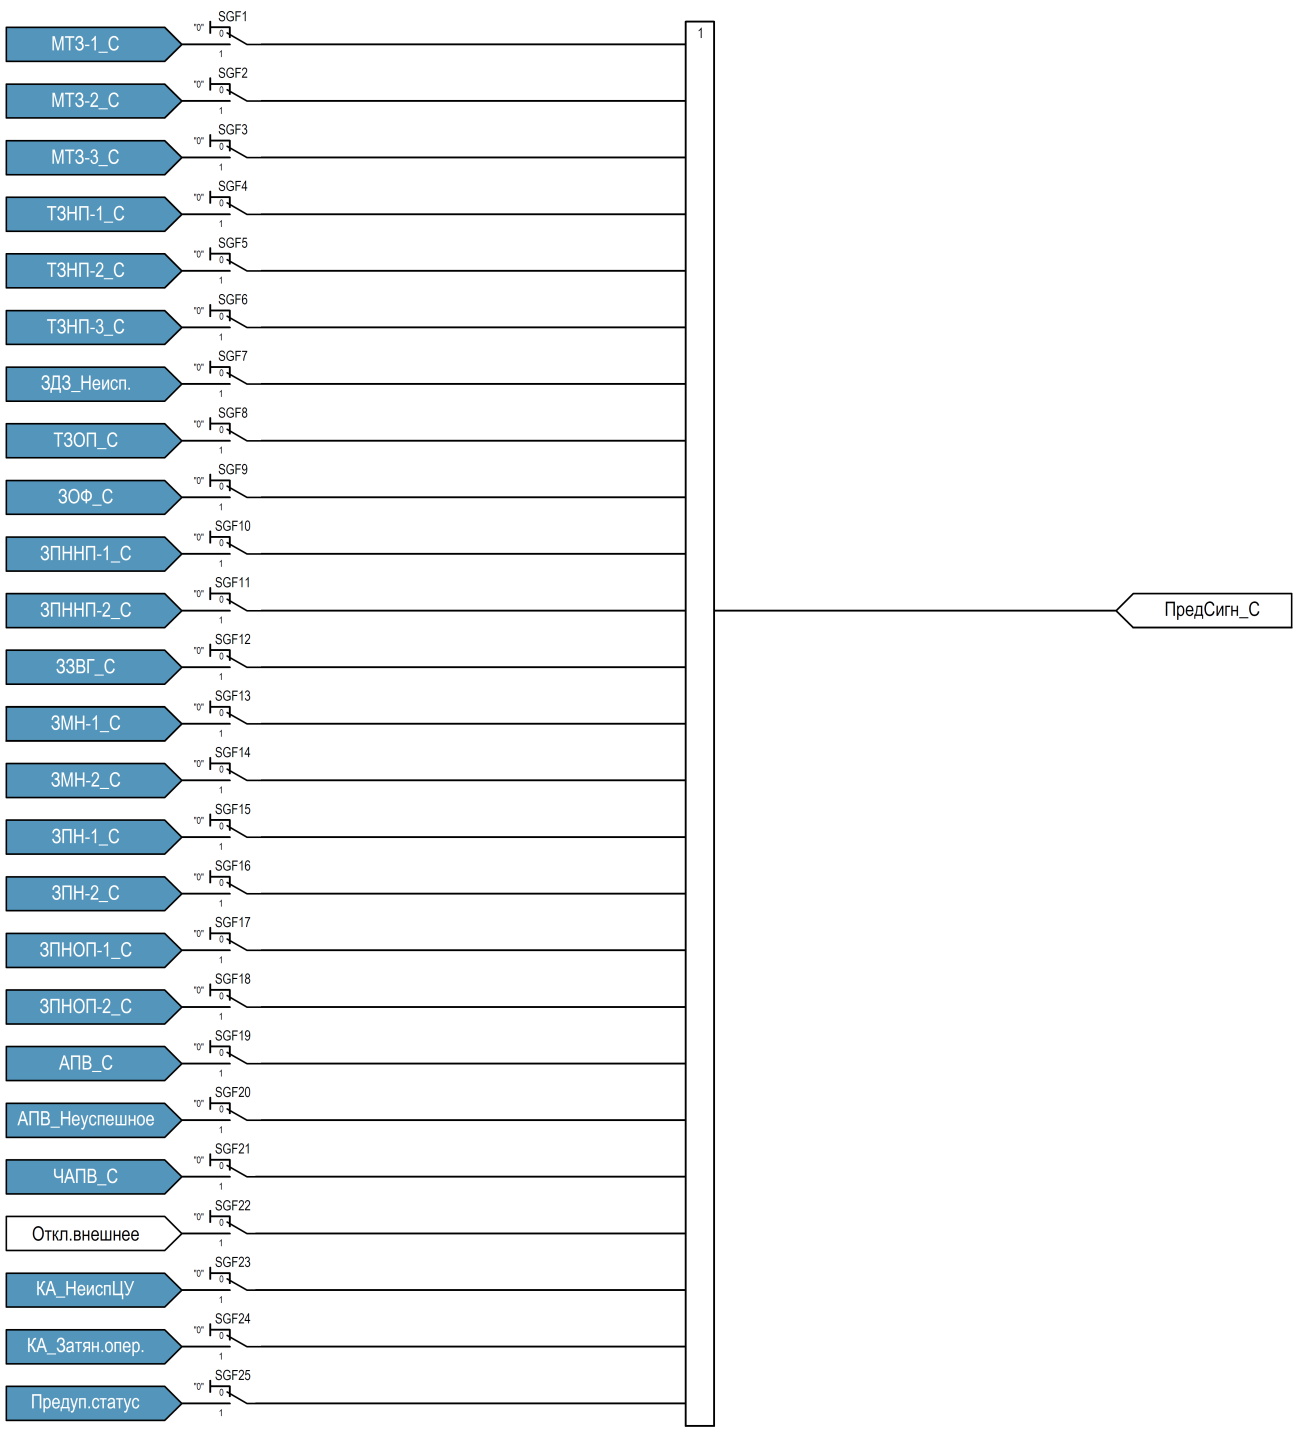 SGF1
"0"
0
МТЗ-1_С
1
1
SGF2
"0"
0
МТЗ-2_С
1
SGF3
"0"
0
МТЗ-3_С
1
SGF4
"0"
0
ТЗНП-1_С
1
SGF5
"0"
0
ТЗНП-2_С
1
SGF6
"0"
0
ТЗНП-3_С
1
SGF7
"0"
0
ЗДЗ_Неисп.
1
SGF8
"0"
0
ТЗОП_С
1
SGF9
"0"
0
ЗОФ_С
1
SGF10
"0"
0
ЗПННП-1_С
1
SGF11
"0"
0
ЗПННП-2_С
1
ПредСигн_С
SGF12
"0"
0
ЗЗВГ_С
1
SGF13
"0"
0
ЗМН-1_С
1
SGF14
"0"
0
ЗМН-2_С
1
SGF15
"0"
0
ЗПН-1_С
1
SGF16
"0"
0
ЗПН-2_С
1
SGF17
"0"
0
ЗПНОП-1_С
1
SGF18
"0"
0
ЗПНОП-2_С
1
SGF19
"0"
0
АПВ_С
1
SGF20
"0"
0
АПВ_Неуспешное
1
SGF21
"0"
0
ЧАПВ_С
1
SGF22
"0"
0
Откл.внешнее
1
SGF23
"0"
0
КА_НеиспЦУ
1
SGF24
"0"
0
КА_Затян.опер.
1
SGF25
"0"
0
Предуп.статус
1